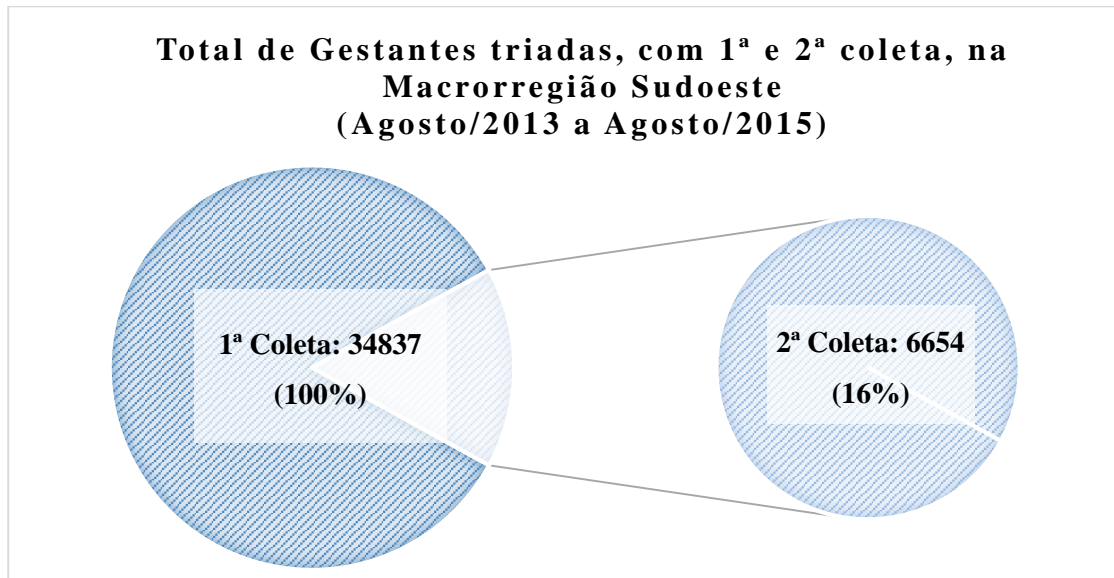 Total de Gestantes triadas, com 1ª e 2ª coleta, na
Macrorregião Sudoeste
(Agosto/2013 a Agosto/2015)
1ª Coleta: 34837
(100%)
2ª Coleta: 6654
(16%)